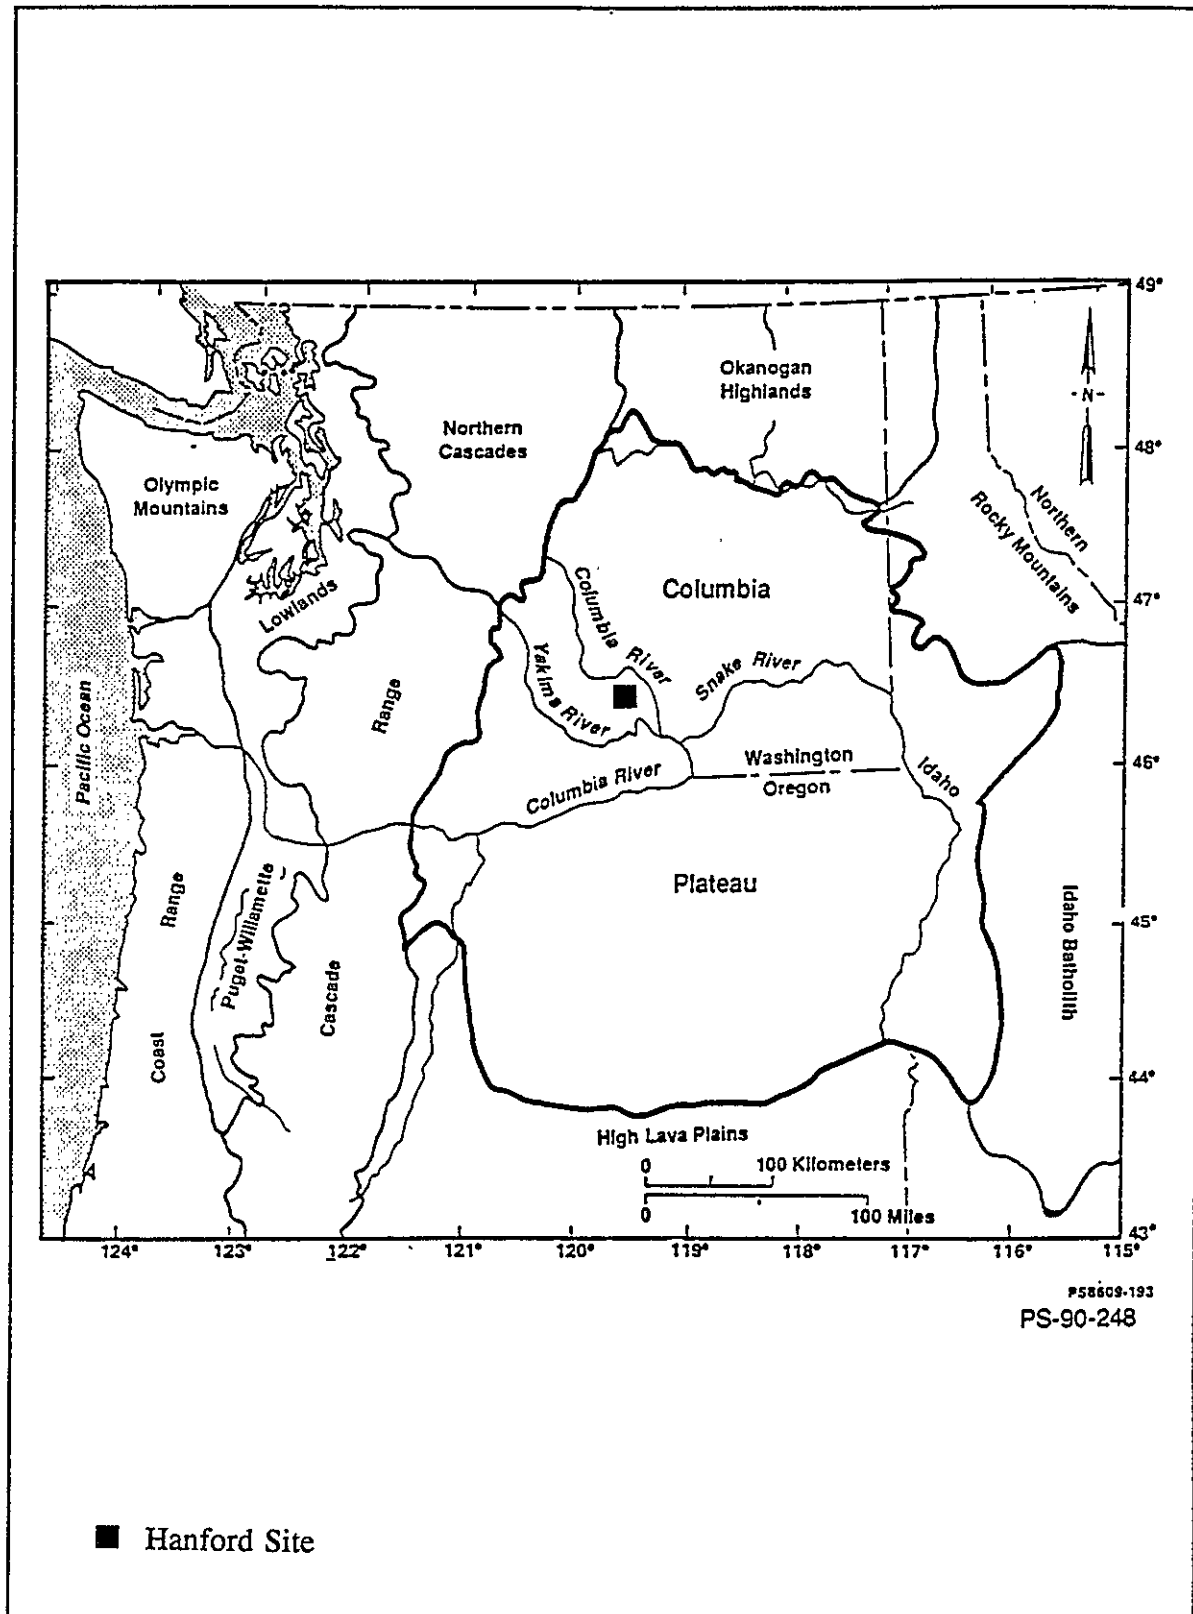 49°
Okanogan
Highlands
-N-
Northern
Cascades
48°
Olympic
Mountains
Northern
Rocky Mountains
Columbia
47°
Lowlands
Columbia River
Snake River
Yakima River
Range
Pacific Ocean
Washington
46°
Idaho
Columbia River
Oregon
Plateau
Range
Puget-Willamette
45°
Idaho Batholith
Cascade
Coast
44°
High Lava Plains
0 100 Kilometers
0 100 Miles
43°
124° 123° 122° 121° 120° 119° 118° 117° 116° 115°
PS8609-193
PS-90-248
Hanford Site